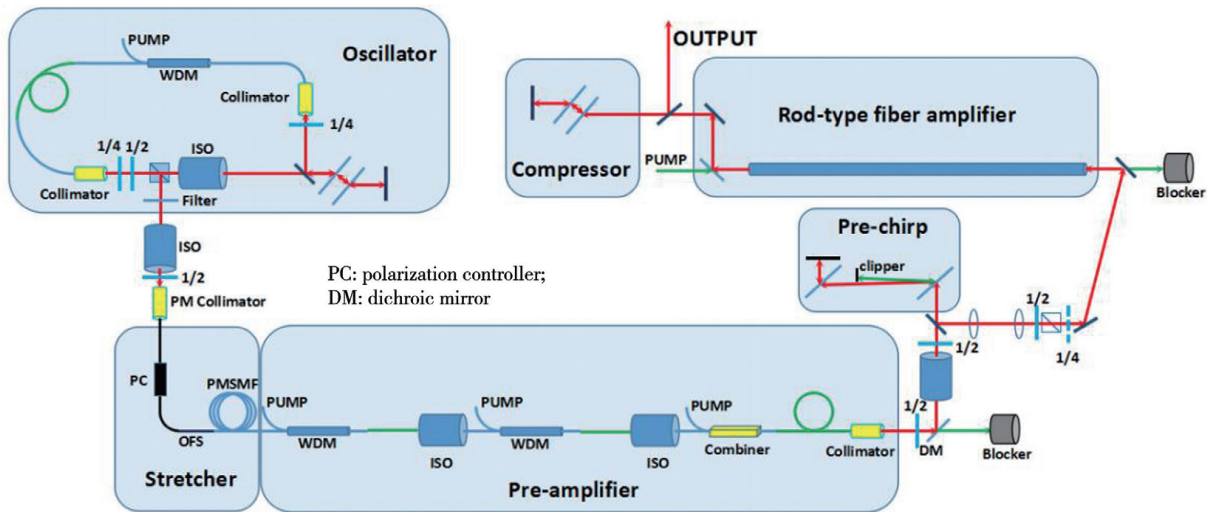 PUMP
Oscillator
WDM
Collimator
1/4
1/4 1/2
ISO
Collimator
Filter
ISO
1/2
PM Collimator
PC: polarization controller;
DM: dichroic mirror
OUTPUT
Compressor
Rod-type fiber amplifier
PUMP
Blocker
Pre-chirp
clipper
1/2
1/2
1/4
PC
PMSMF
OFS
Stretcher
PUMP
WDM
ISO
PUMP
WDM
ISO
PUMP
Combiner
Collimator
Pre-amplifier
1/2
DM
Blocker